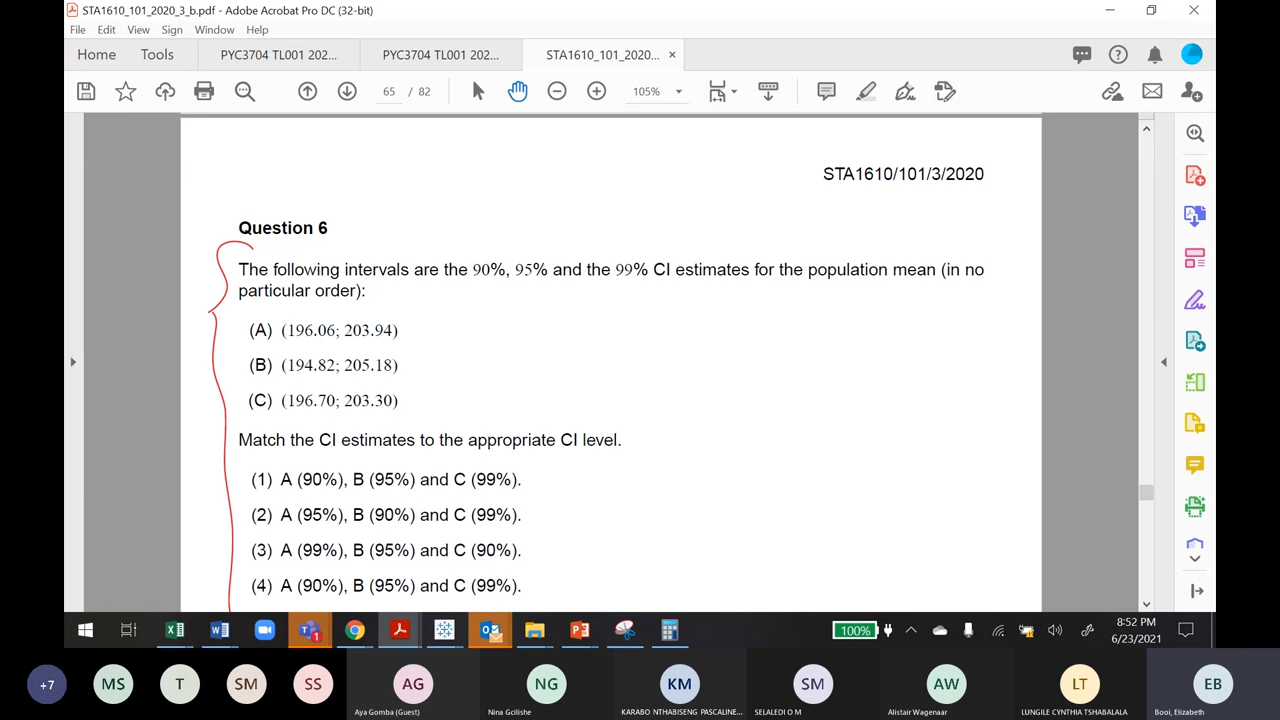 STA1610_101_2020_3_b.pdf - Adobe Acrobat Pro DC (32-bit)
File Edit View Sign Window Help
Home Tools PYC3704 TL001 202... PYC3704 TL001 202... STA1610_101_2020... ×
65 / 82 105%
STA1610/101/3/2020
Question 6
The following intervals are the 90%, 95% and the 99% CI estimates for the population mean (in no
particular order):
(A) (196.06; 203.94)
(B) (194.82; 205.18)
(C) (196.70; 203.30)
Match the CI estimates to the appropriate CI level.
(1) A (90%), B (95%) and C (99%).
(2) A (95%), B (90%) and C (99%).
(3) A (99%), B (95%) and C (90%).
(4) A (90%), B (95%) and C (99%).
100% 8:52 PM
6/23/2021
+7 MS T SM SS AG NG KM SM AW LT EB
Aya Gomba (Guest) Nina Gcilishe KARABO NTHABISENG PASCALINE... SELALEDI O M Alistair Wagenaar LUNGILE CYNTHIA TSHABALALA Booi, Elizabeth